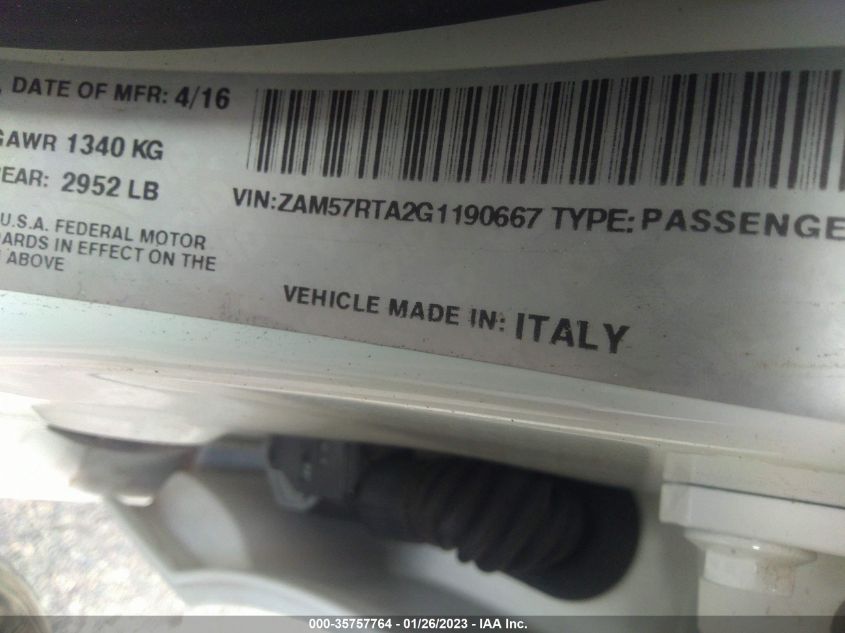 DATE OF MFR: 4/16
GAWR 1340 KG
EAR: 2952 LB
U.S.A. FEDERAL MOTOR
ARDS IN EFFECT ON THE
ABOVE
VIN:ZAM57RTA2G1190667 TYPE: PASSENGE
VEHICLE MADE IN: ITALY
000-35757764 - 01/26/2023 - IAA Inc.